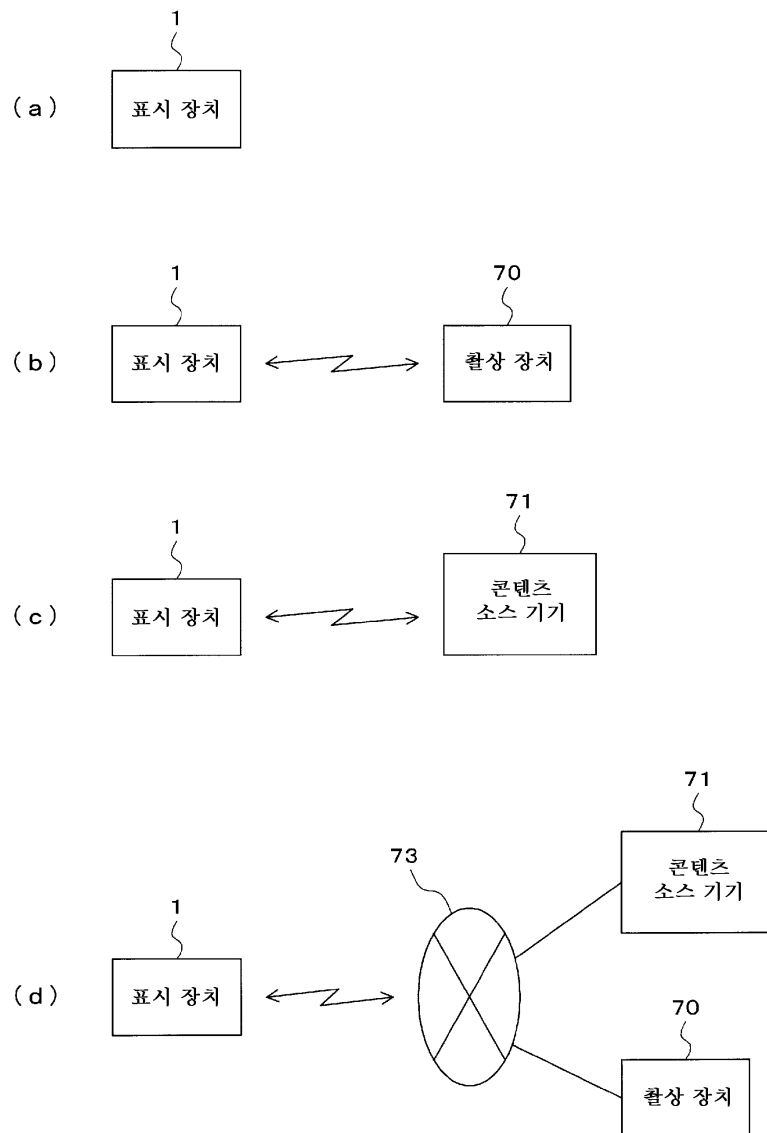 1
(a)
표시 장치
1
70
(b)
표시 장치
촬상 장치
1
71
(c)
표시 장치
콘텐츠
소스 기기
71
콘텐츠
소스 기기
73
1
(d)
표시 장치
70
촬상 장치